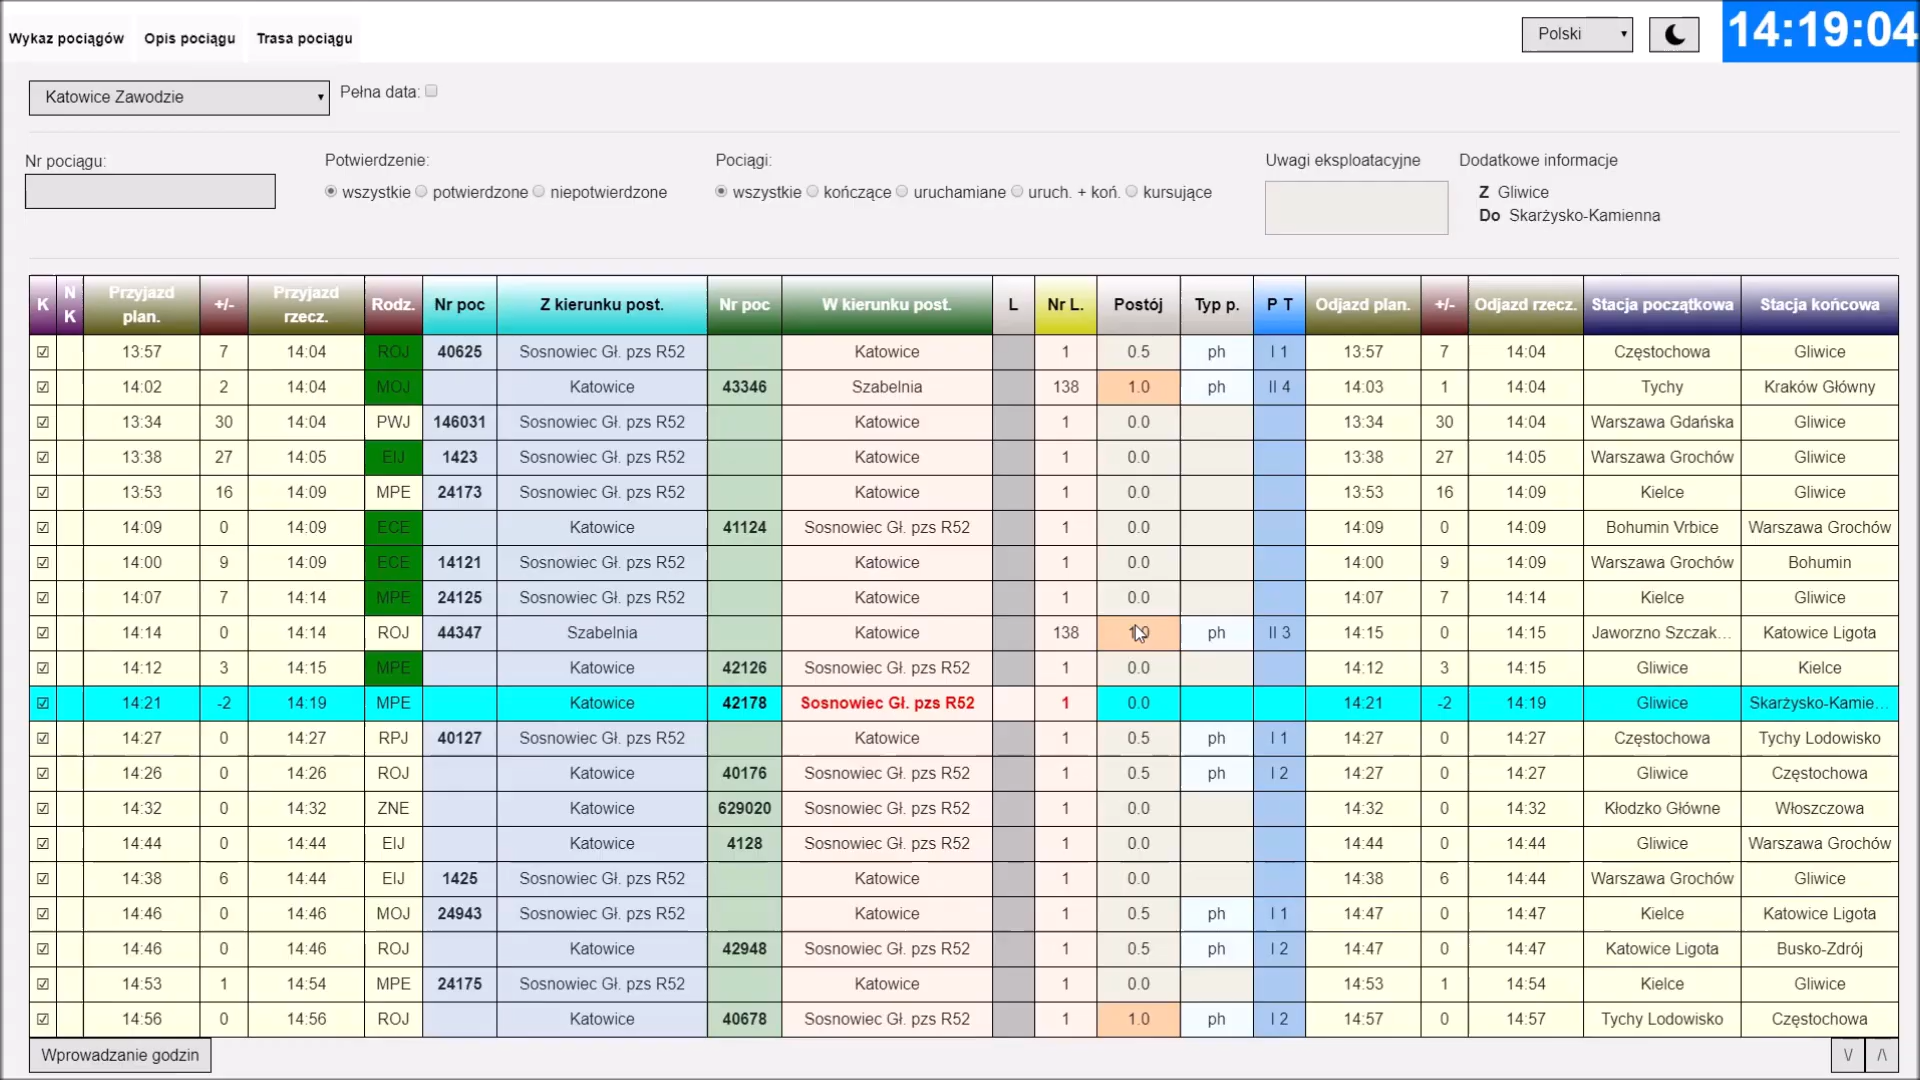 Wykaz pociągów Opis pociągu Trasa pociągu Polski 14:19:04
Katowice Zawodzie Pełna data:
Nr pociągu: Potwierdzenie: Pociągi: Uwagi eksploatacyjne Dodatkowe informacje
wszystkie potwierdzone niepotwierdzone wszystkie kończące uruchamiane uruch. + koń. kursujące Z Gliwice
Do Skarżysko-Kamienna
K N K Przyjazd plan. +/- Przyjazd rzecz. Rodz. Nr poc Z kierunku post. Nr poc W kierunku post. L Nr L. Postój Typ p. P T Odjazd plan. +/- Odjazd rzecz. Stacja początkowa Stacja końcowa
13:57 7 14:04 ROJ 40625 Sosnowiec Gł. pzs R52 Katowice 1 0.5 ph I 1 13:57 7 14:04 Częstochowa Gliwice
14:02 2 14:04 MOJ Katowice 43346 Szabelnia 138 1.0 ph II 4 14:03 1 14:04 Tychy Kraków Główny
13:34 30 14:04 PWJ 146031 Sosnowiec Gł. pzs R52 Katowice 1 0.0 13:34 30 14:04 Warszawa Gdańska Gliwice
13:38 27 14:05 EIJ 1423 Sosnowiec Gł. pzs R52 Katowice 1 0.0 13:38 27 14:05 Warszawa Grochów Gliwice
13:53 16 14:09 MPE 24173 Sosnowiec Gł. pzs R52 Katowice 1 0.0 13:53 16 14:09 Kielce Gliwice
14:09 0 14:09 ECE Katowice 41124 Sosnowiec Gł. pzs R52 1 0.0 14:09 0 14:09 Bohumin Vrbice Warszawa Grochów
14:00 9 14:09 ECE 14121 Sosnowiec Gł. pzs R52 Katowice 1 0.0 14:00 9 14:09 Warszawa Grochów Bohumin
14:07 7 14:14 MPE 24125 Sosnowiec Gł. pzs R52 Katowice 1 0.0 14:07 7 14:14 Kielce Gliwice
14:14 0 14:14 ROJ 44347 Szabelnia Katowice 138 ph II 3 14:15 0 14:15 Jaworzno Szczak... Katowice Ligota
14:12 3 14:15 MPE Katowice 42126 Sosnowiec Gł. pzs R52 1 0.0 14:12 3 14:15 Gliwice Kielce
14:21 -2 14:19 MPE Katowice 42178 Sosnowiec Gł. pzs R52 1 0.0 14:21 -2 14:19 Gliwice Skarżysko-Kamie...
14:27 0 14:27 RPJ 40127 Sosnowiec Gł. pzs R52 Katowice 1 0.5 ph I 1 14:27 0 14:27 Częstochowa Tychy Lodowisko
14:26 0 14:26 ROJ Katowice 40176 Sosnowiec Gł. pzs R52 1 0.5 ph I 2 14:27 0 14:27 Gliwice Częstochowa
14:32 0 14:32 ZNE Katowice 629020 Sosnowiec Gł. pzs R52 1 0.0 14:32 0 14:32 Kłodzko Główne Włoszczowa
14:44 0 14:44 EIJ Katowice 4128 Sosnowiec Gł. pzs R52 1 0.0 14:44 0 14:44 Gliwice Warszawa Grochów
14:38 6 14:44 EIJ 1425 Sosnowiec Gł. pzs R52 Katowice 1 0.0 14:38 6 14:44 Warszawa Grochów Gliwice
14:46 0 14:46 MOJ 24943 Sosnowiec Gł. pzs R52 Katowice 1 0.5 ph I 1 14:47 0 14:47 Kielce Katowice Ligota
14:46 0 14:46 ROJ Katowice 42948 Sosnowiec Gł. pzs R52 1 0.5 ph I 2 14:47 0 14:47 Katowice Ligota Busko-Zdrój
14:53 1 14:54 MPE 24175 Sosnowiec Gł. pzs R52 Katowice 1 0.0 14:53 1 14:54 Kielce Gliwice
14:56 0 14:56 ROJ Katowice 40678 Sosnowiec Gł. pzs R52 1 1.0 ph I 2 14:57 0 14:57 Tychy Lodowisko Częstochowa
Wprowadzanie godzin \/ /\